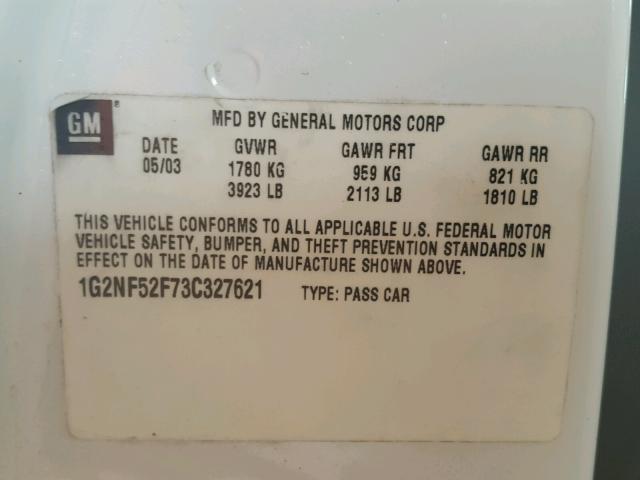 GM®
MFD BY GENERAL MOTORS CORP
DATE GVWR GAWR FRT GAWR RR
05/03 1780 KG 959 KG 821 KG
3923 LB 2113 LB 1810 LB
THIS VEHICLE CONFORMS TO ALL APPLICABLE U.S. FEDERAL MOTOR
VEHICLE SAFETY, BUMPER, AND THEFT PREVENTION STANDARDS IN
EFFECT ON THE DATE OF MANUFACTURE SHOWN ABOVE.
1G2NF52F73C327621 TYPE: PASS CAR